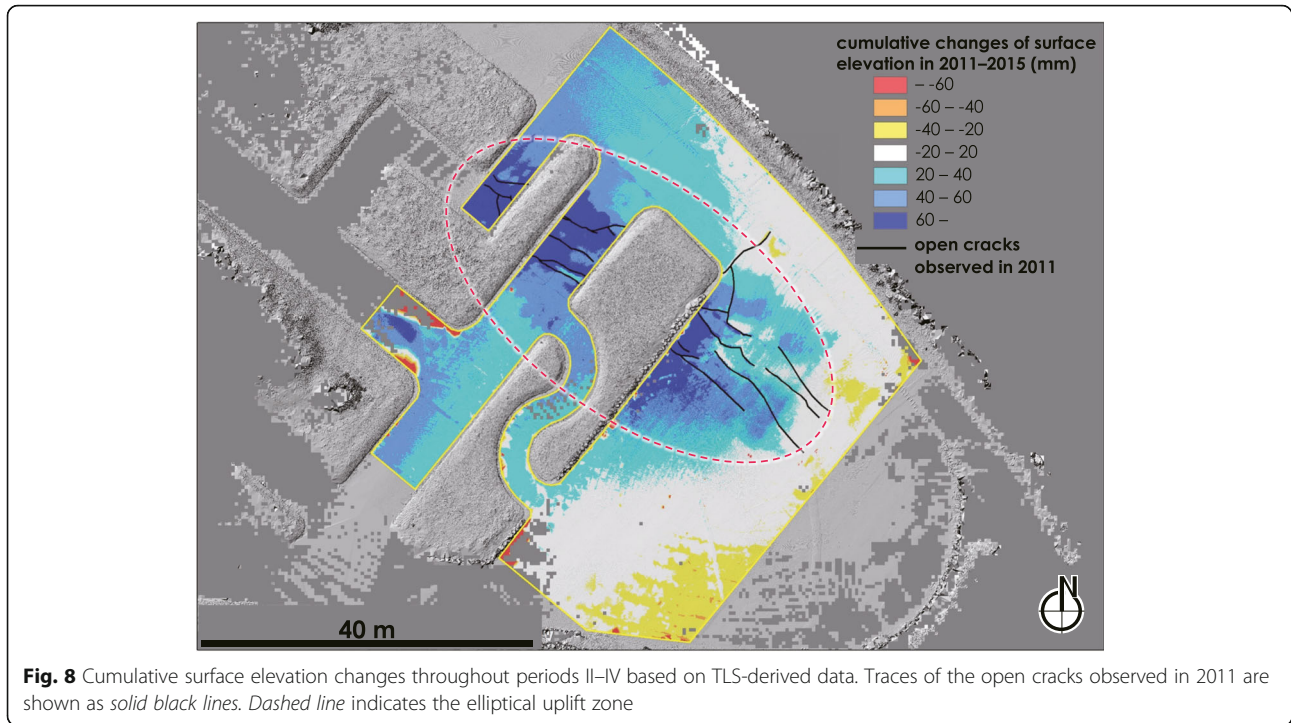 cumulative changes of surface
elevation in 2011–2015 (mm)
– -60
-60 – -40
-40 – -20
-20 – 20
20 – 40
40 – 60
60 –
open cracks
observed in 2011
N
40 m
Fig. 8 Cumulative surface elevation changes throughout periods II–IV based on TLS-derived data. Traces of the open cracks observed in 2011 are
shown as solid black lines. Dashed line indicates the elliptical uplift zone